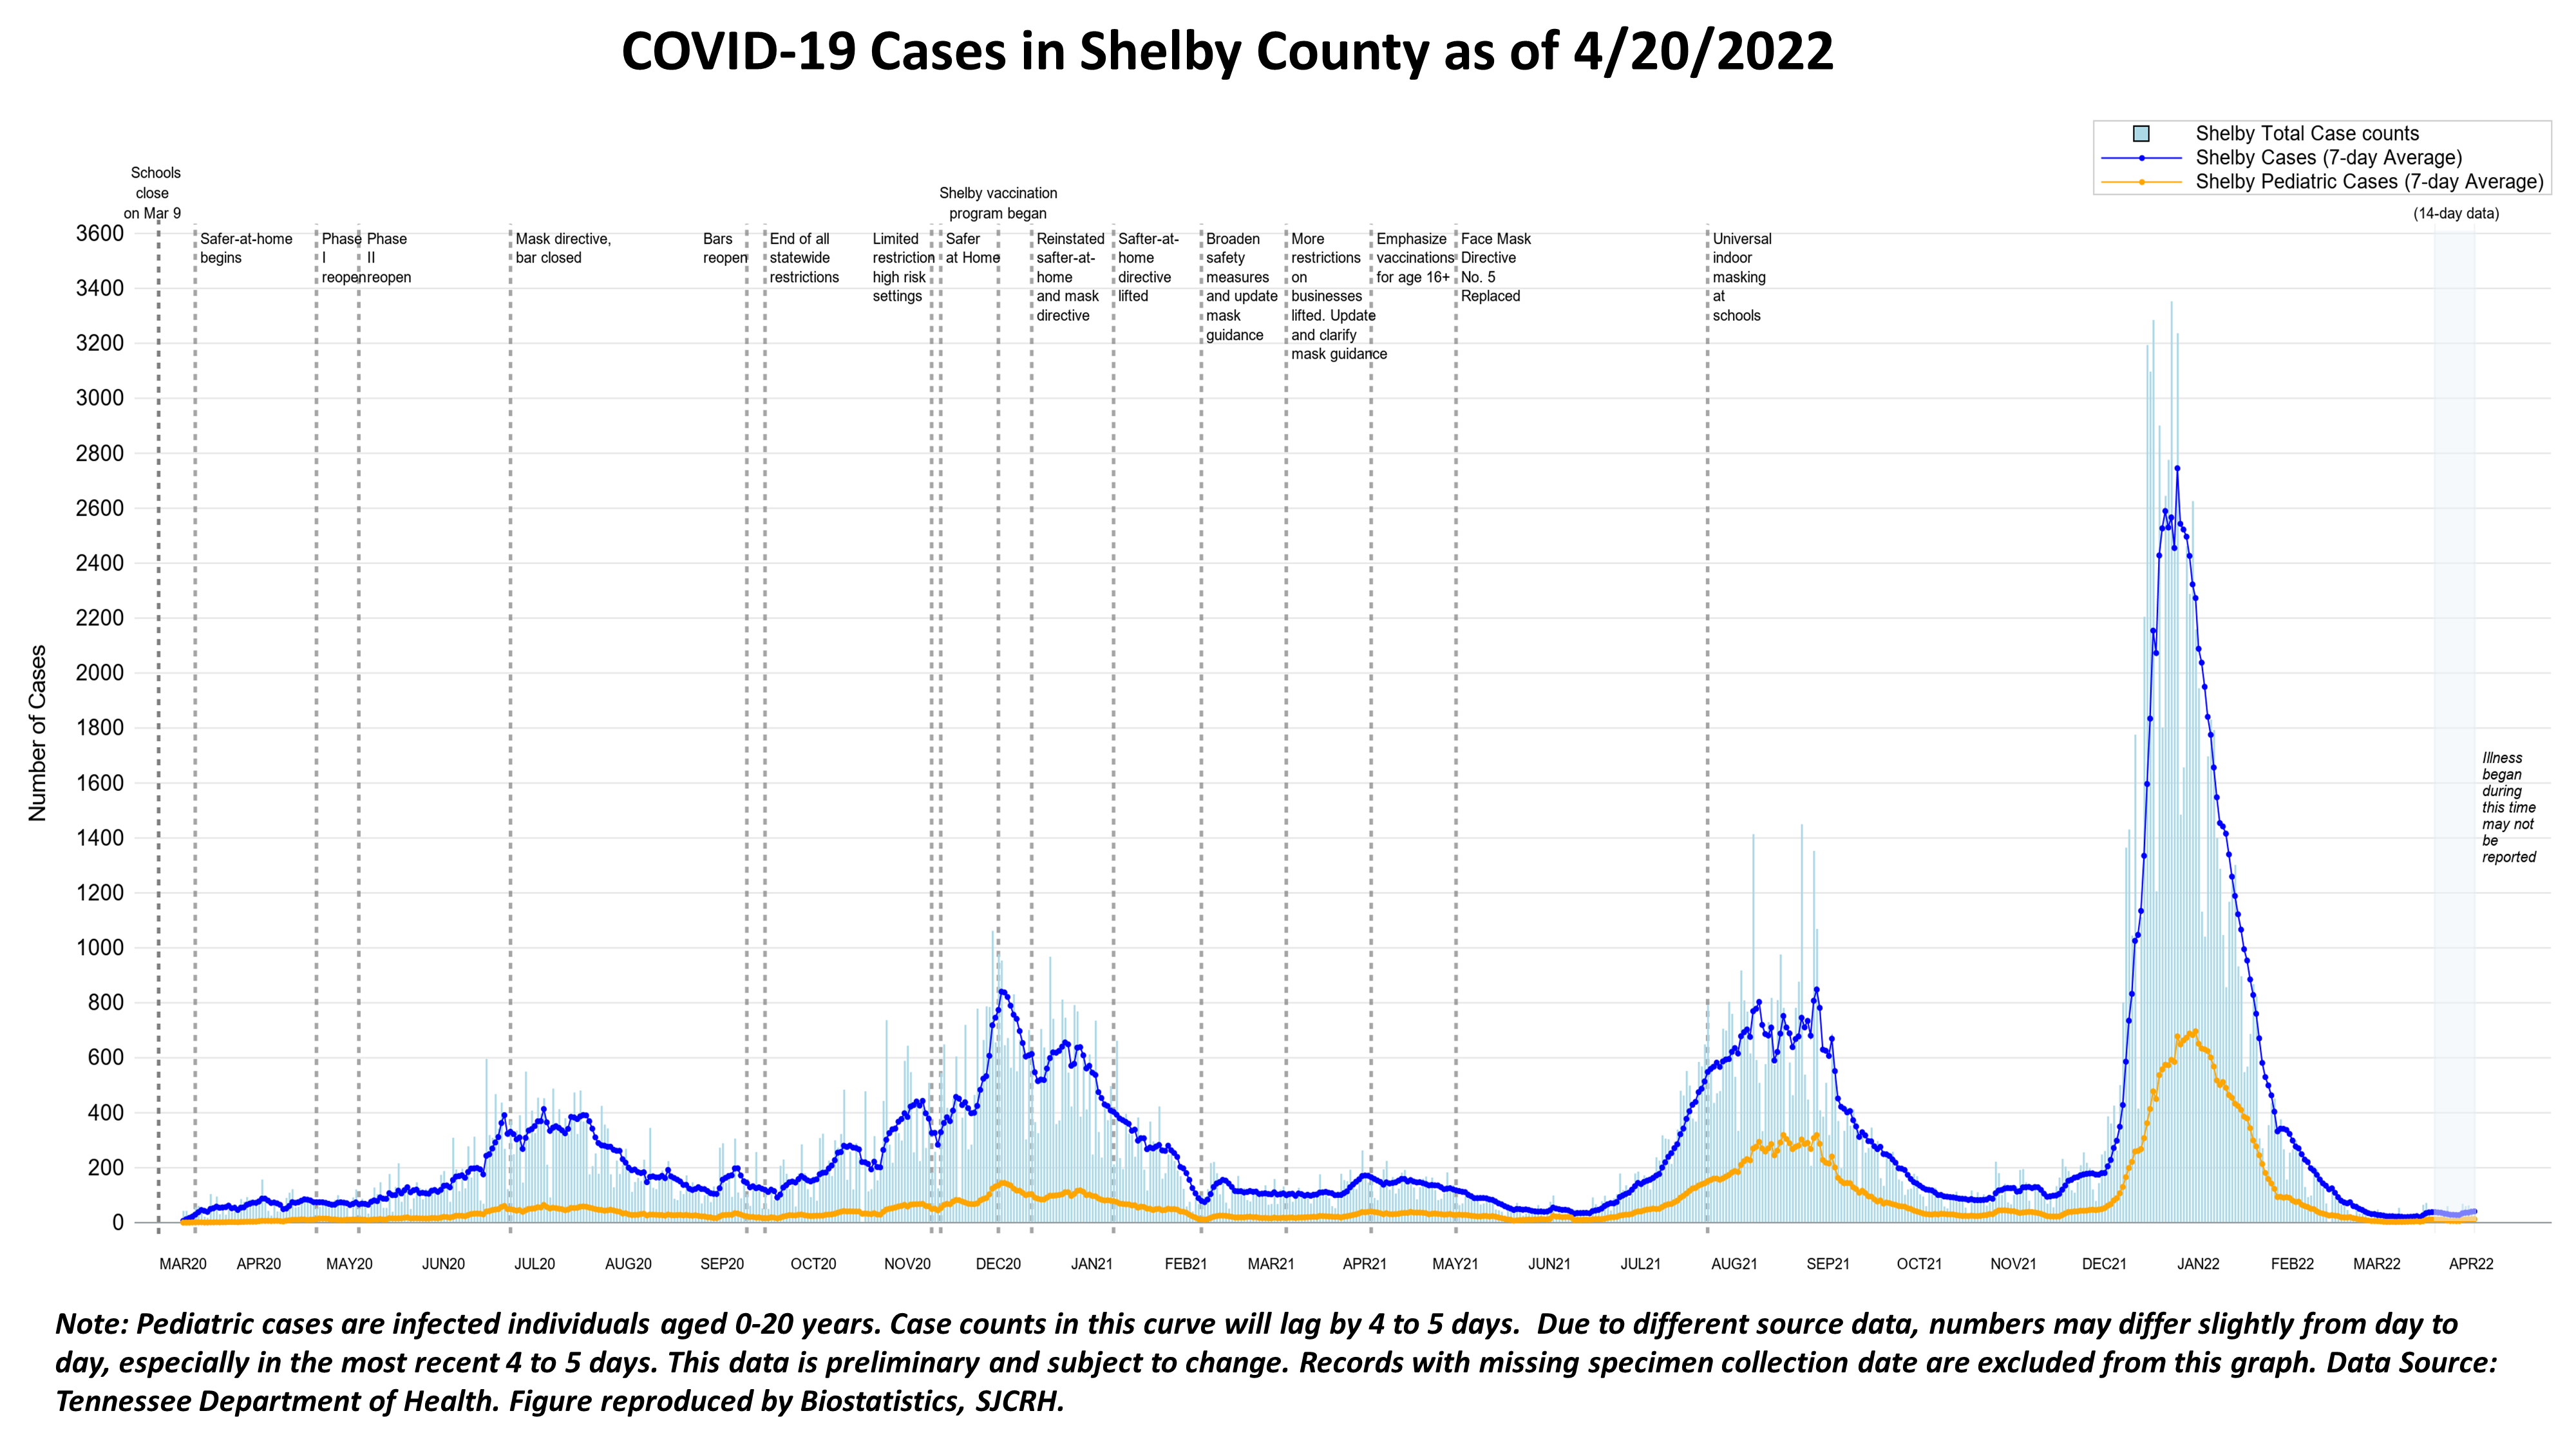 COVID-19 Cases in Shelby County as of 4/20/2022
Shelby Total Case counts
Shelby Cases (7-day Average)
Shelby Pediatric Cases (7-day Average)
(14-day data)
Schools
close
on Mar 9
Shelby vaccination
program began
Safer-at-home
begins
Phase
I
reopen
Phase
II
reopen
Mask directive,
bar closed
Bars
reopen
End of all
statewide
restrictions
Limited
restriction
high risk
settings
Safer
at Home
Reinstated
safter-at-
home
and mask
directive
Safter-at-
home
directive
lifted
Broaden
safety
measures
and update
mask
guidance
More
restrictions
on
businesses
lifted. Update
and clarify
mask guidance
Emphasize
vaccinations
for age 16+
Face Mask
Directive
No. 5
Replaced
Universal
indoor
masking
at
schools
3600
3400
3200
3000
2800
2600
2400
2200
2000
1800
1600
1400
1200
1000
800
600
400
200
0
Number of Cases
Illness
began
during
this time
may not
be
reported
MAR20 APR20 MAY20 JUN20 JUL20 AUG20 SEP20 OCT20 NOV20 DEC20 JAN21 FEB21 MAR21 APR21 MAY21 JUN21 JUL21 AUG21 SEP21 OCT21 NOV21 DEC21 JAN22 FEB22 MAR22 APR22
Note: Pediatric cases are infected individuals aged 0-20 years. Case counts in this curve will lag by 4 to 5 days.  Due to different source data, numbers may differ slightly from day to
day, especially in the most recent 4 to 5 days. This data is preliminary and subject to change. Records with missing specimen collection date are excluded from this graph. Data Source:
Tennessee Department of Health. Figure reproduced by Biostatistics, SJCRH.